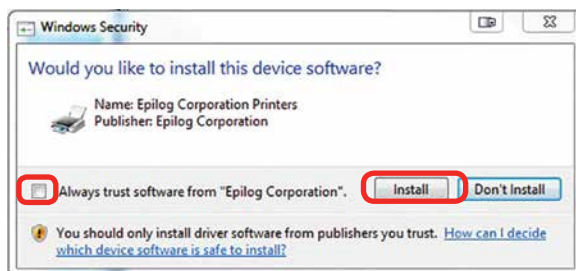 Windows Security
Would you like to install this device software?
Name: Epilog Corporation Printers
Publisher: Epilog Corporation
Always trust software from "Epilog Corporation".
Install
Don't Install
You should only install driver software from publishers you trust. How can I decide
which device software is safe to install?